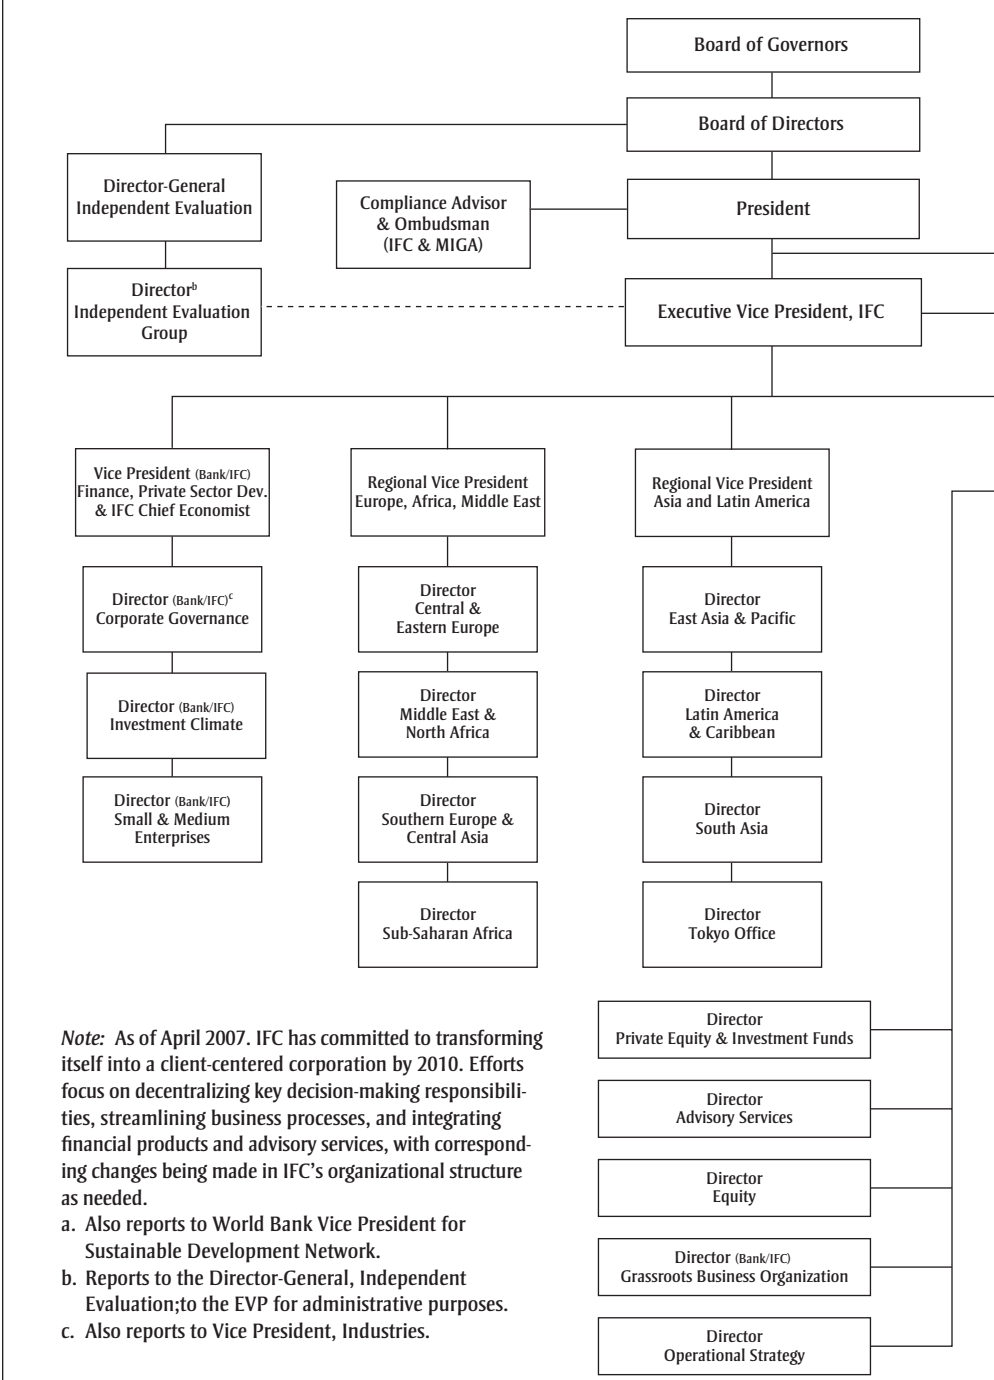 Board of Governors
Board of Directors
Director-General
Independent Evaluation
Compliance Advisor
& Ombudsman
(IFC & MIGA)
President
Directorᵇ
Independent Evaluation
Group
Executive Vice President, IFC
Vice President (Bank/IFC)
Finance, Private Sector Dev.
& IFC Chief Economist
Director (Bank/IFC)ᶜ
Corporate Governance
Director (Bank/IFC)
Investment Climate
Director (Bank/IFC)
Small & Medium
Enterprises
Regional Vice President
Europe, Africa, Middle East
Director
Central &
Eastern Europe
Director
Middle East &
North Africa
Director
Southern Europe &
Central Asia
Director
Sub-Saharan Africa
Regional Vice President
Asia and Latin America
Director
East Asia & Pacific
Director
Latin America
& Caribbean
Director
South Asia
Director
Tokyo Office
Director
Private Equity & Investment Funds
Director
Advisory Services
Director
Equity
Director (Bank/IFC)
Grassroots Business Organization
Director
Operational Strategy
Note: As of April 2007. IFC has committed to transforming
itself into a client-centered corporation by 2010. Efforts
focus on decentralizing key decision-making responsibili-
ties, streamlining business processes, and integrating
financial products and advisory services, with correspond-
ing changes being made in IFC's organizational structure
as needed.
a. Also reports to World Bank Vice President for
Sustainable Development Network.
b. Reports to the Director-General, Independent
Evaluation;to the EVP for administrative purposes.
c. Also reports to Vice President, Industries.